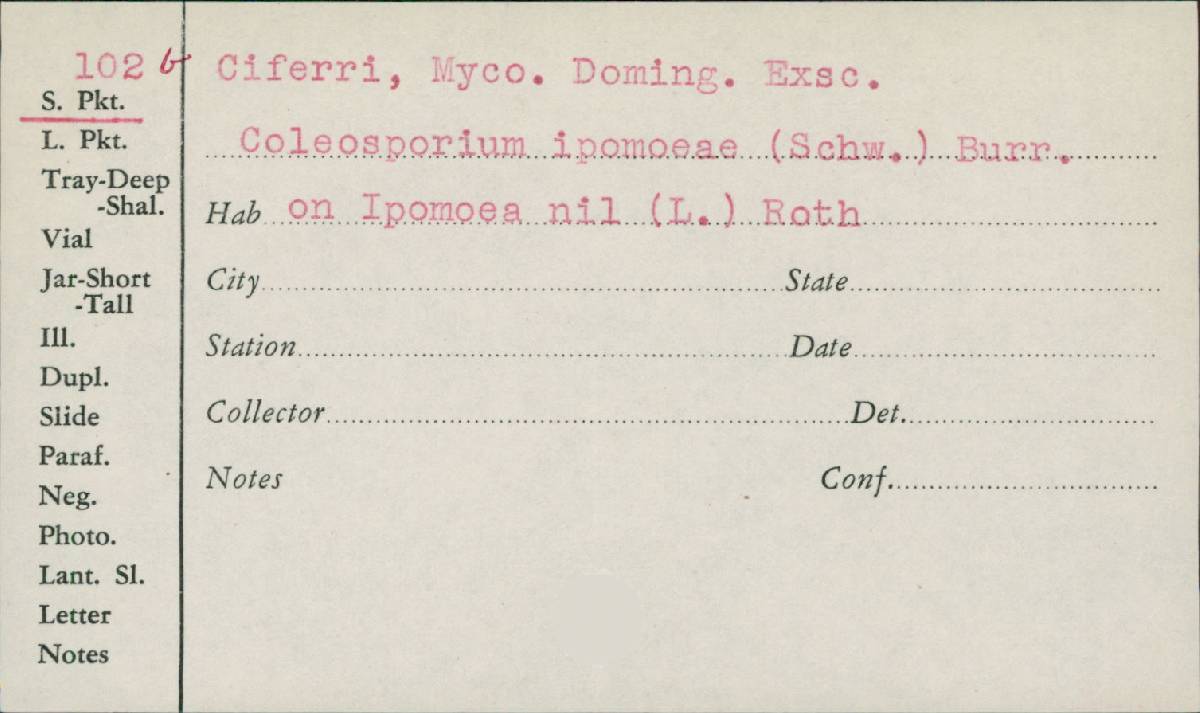 102 b Ciferri, Myco. Doming. Exsc.
S. Pkt.
L. Pkt.
Tray-Deep
-Shal.
Vial
Jar-Short
-Tall
Ill.
Dupl.
Slide
Paraf.
Neg.
Photo.
Lant. Sl.
Letter
Notes
Coleosporium ipomoeae (Schw.) Burr.
Hab on Ipomoea nil (L.) Roth
City State
Station Date
Collector Det.
Notes Conf.